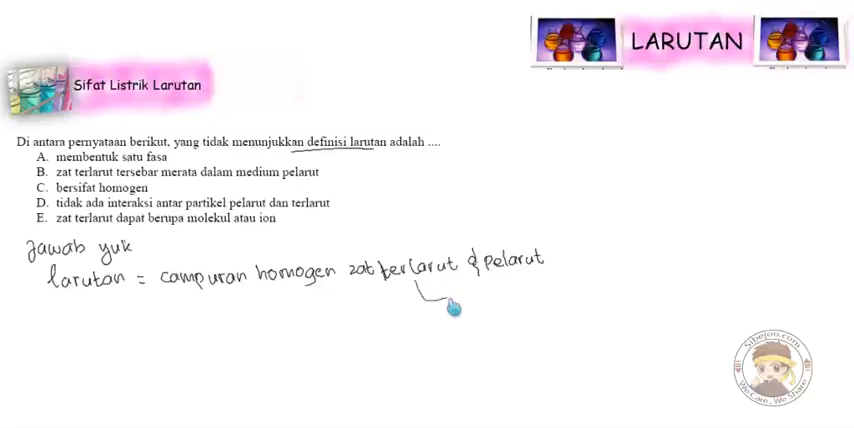 LARUTAN
Sifat Listrik Larutan
Di antara pernyataan berikut, yang tidak menunjukkan definisi larutan adalah ....
A. membentuk satu fasa
B. zat terlarut tersebar merata dalam medium pelarut
C. bersifat homogen
D. tidak ada interaksi antar partikel pelarut dan terlarut
E. zat terlarut dapat berupa molekul atau ion
Jawab yuk
larutan = campuran homogen zat terlarut & pelarut
Sibejoo.com
We Care, We Share